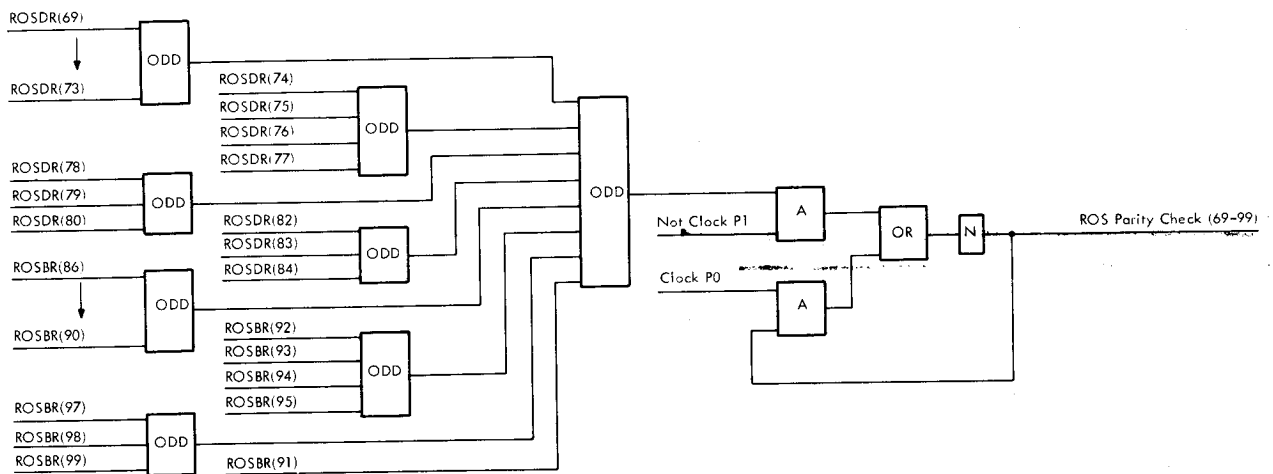 ROSDR(69)
ODD
ROSDR(73)
ROSDR(74)
ROSDR(75)
ROSDR(76)
ROSDR(77)
ODD
ROSDR(78)
ROSDR(79)
ROSDR(80)
ODD
ROSDR(82)
ROSDR(83)
ROSDR(84)
ODD
ROSBR(86)
ODD
ROSBR(90)
ROSBR(92)
ROSBR(93)
ROSBR(94)
ROSBR(95)
ODD
ROSBR(97)
ROSBR(98)
ROSBR(99)
ODD
ROSBR(91)
ODD
Not Clock P1
A
Clock P0
A
OR
N
ROS Parity Check (69-99)